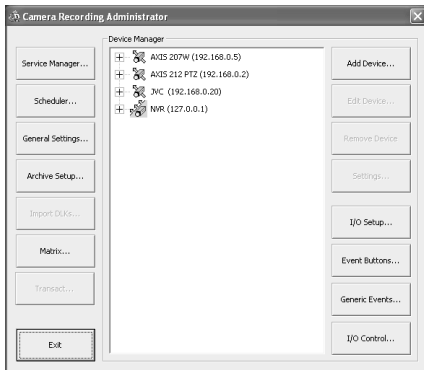 Camera Recording Administrator
Device Manager
Service Manager...
Scheduler...
General Settings...
Archive Setup...
Import DLKs...
Matrix...
Transact...
Exit
AXIS 207W (192.168.0.5)
AXIS 212 PTZ (192.168.0.2)
JVC (192.168.0.20)
NVR (127.0.0.1)
Add Device...
Edit Device...
Remove Device
Settings...
I/O Setup...
Event Buttons...
Generic Events...
I/O Control...